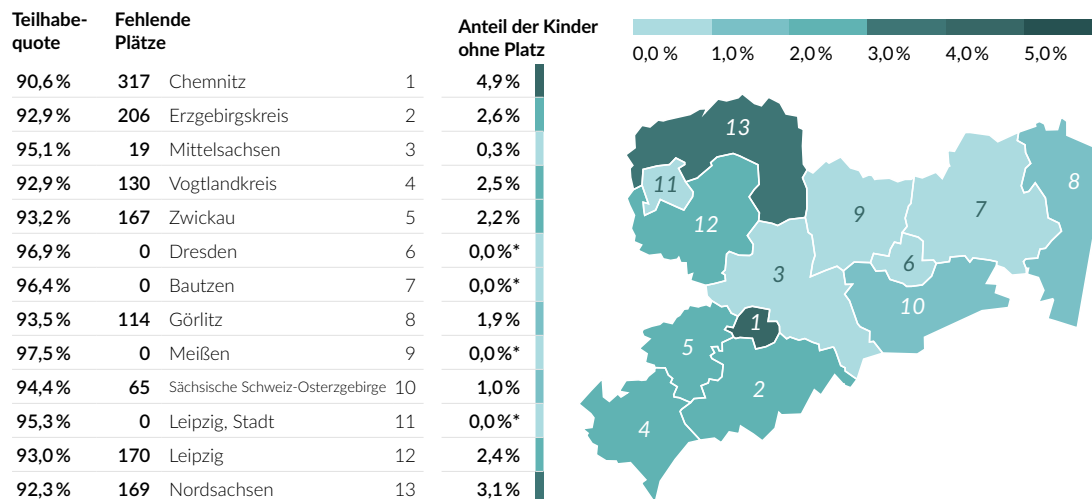 Teilhabe-
quote
Fehlende
Plätze
Anteil der Kinder
ohne Platz
90,6 % 317 Chemnitz 1 4,9 %
92,9 % 206 Erzgebirgskreis 2 2,6 %
95,1 % 19 Mittelsachsen 3 0,3 %
92,9 % 130 Vogtlandkreis 4 2,5 %
93,2 % 167 Zwickau 5 2,2 %
96,9 % 0 Dresden 6 0,0 %*
96,4 % 0 Bautzen 7 0,0 %*
93,5 % 114 Görlitz 8 1,9 %
97,5 % 0 Meißen 9 0,0 %*
94,4 % 65 Sächsische Schweiz-Osterzgebirge 10 1,0 %
95,3 % 0 Leipzig, Stadt 11 0,0 %*
93,0 % 170 Leipzig 12 2,4 %
92,3 % 169 Nordsachsen 13 3,1 %
0,0 % 1,0 % 2,0 % 3,0 % 4,0 % 5,0 %
13
11
8
12
9
7
6
3
10
1
5
2
4